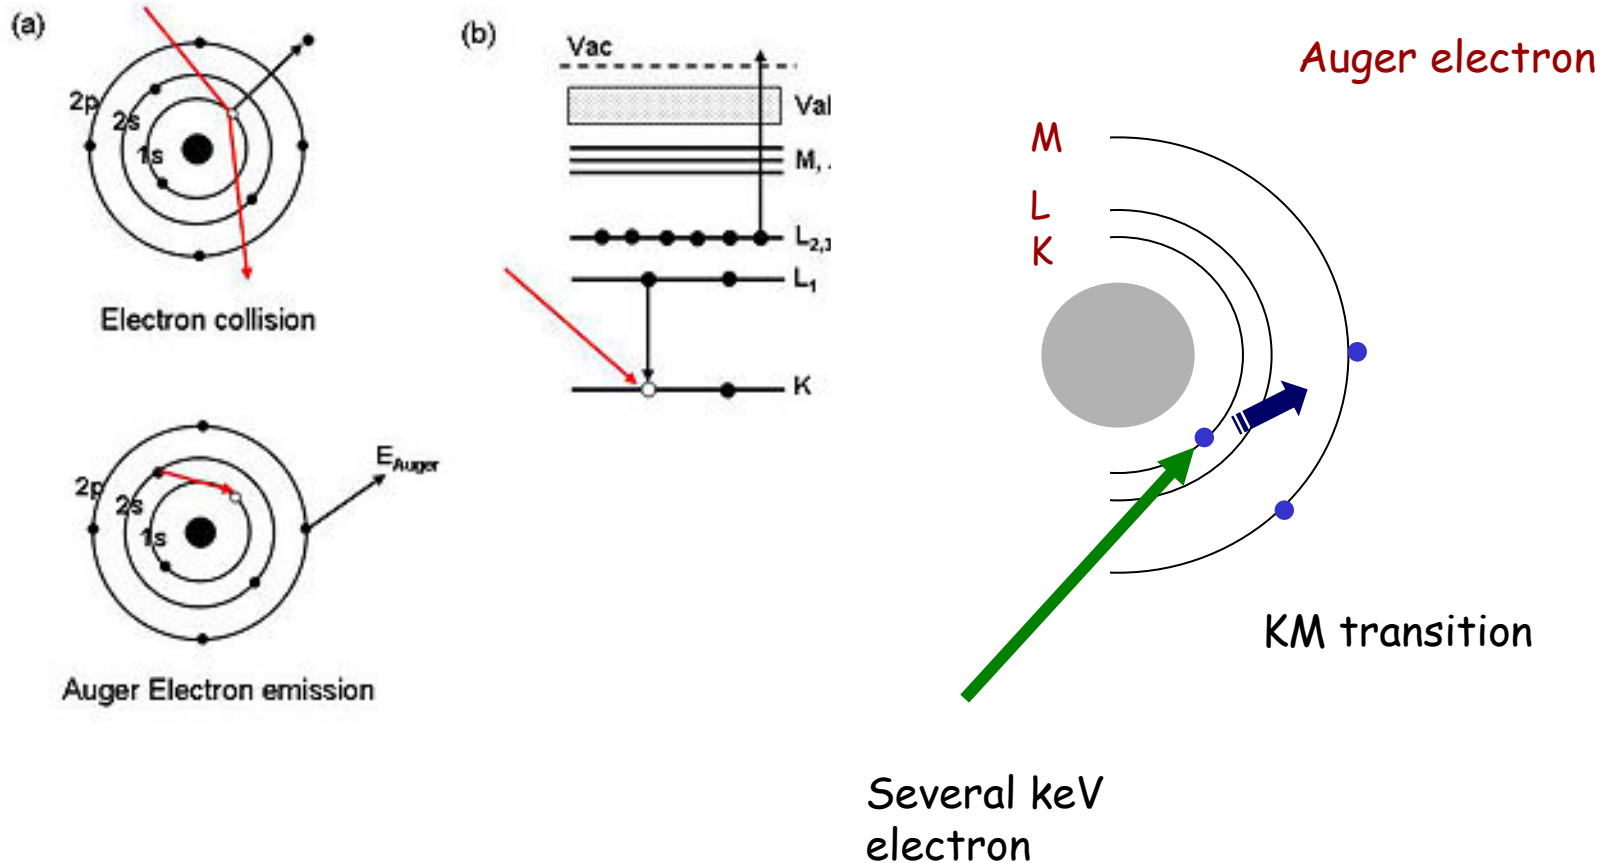 (a)
2p
2s
1s
Electron collision
2p
2s
1s
E_Auger
Auger Electron emission
(b)
Vac
Val
M, .
L2,3
L1
K
Auger electron
M
L
K
KM transition
Several keV
electron